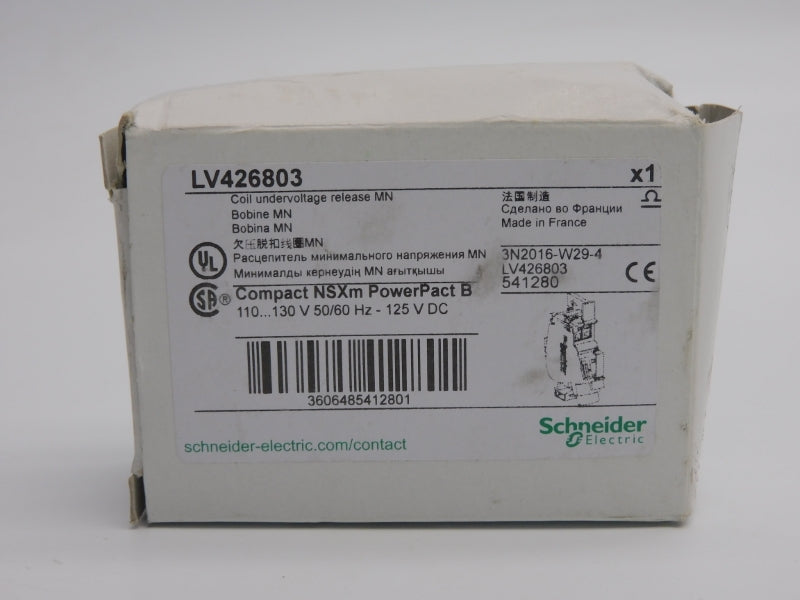 LV426803
x1
Coil undervoltage release MN
Bobine MN
Bobina MN
欠压脱扣线圈MN
Расцепитель минимального напряжения MN
Минималды кернеудің MN ағытқышы
法国制造
Сделано во Франции
Made in France
UL
3N2016-W29-4
LV426803
541280
CE
SA®
Compact NSXm PowerPact B
110...130 V 50/60 Hz - 125 V DC
3606485412801
schneider-electric.com/contact
Schneider
Electric